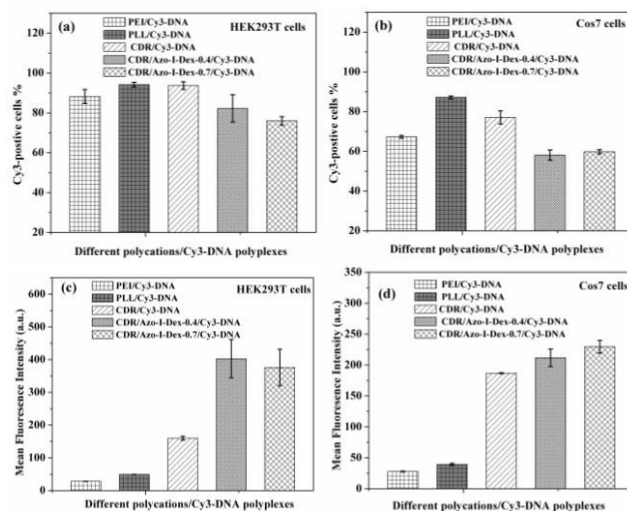 (a)
HEK293T cells
PEI/Cy3-DNA
PLL/Cy3-DNA
CDR/Cy3-DNA
CDR/Azo-I-Dex-0.4/Cy3-DNA
CDR/Azo-I-Dex-0.7/Cy3-DNA
120
100
80
60
40
20
Cy3-postive cells %
Different polycations/Cy3-DNA polyplexes
(b)
Cos7 cells
PEI/Cy3-DNA
PLL/Cy3-DNA
CDR/Cy3-DNA
CDR/Azo-I-Dex-0.4/Cy3-DNA
CDR/Azo-I-Dex-0.7/Cy3-DNA
120
100
80
60
40
20
Cy3-postive cells %
Different polycations/Cy3-DNA polyplexes
(c)
HEK293T cells
PEI/Cy3-DNA
PLL/Cy3-DNA
CDR/Cy3-DNA
CDR/Azo-I-Dex-0.4/Cy3-DNA
CDR/Azo-I-Dex-0.7/Cy3-DNA
600
500
400
300
200
100
0
Mean Fluoresence Intensity (a.u.)
Different polycations/Cy3-DNA polyplexes
(d)
Cos7 cells
PEI/Cy3-DNA
PLL/Cy3-DNA
CDR/Cy3-DNA
CDR/Azo-I-Dex-0.4/Cy3-DNA
CDR/Azo-I-Dex-0.7/Cy3-DNA
350
300
250
200
150
100
50
0
Mean Fluoresence Intensity (a.u.)
Different polycations/Cy3-DNA polyplexes